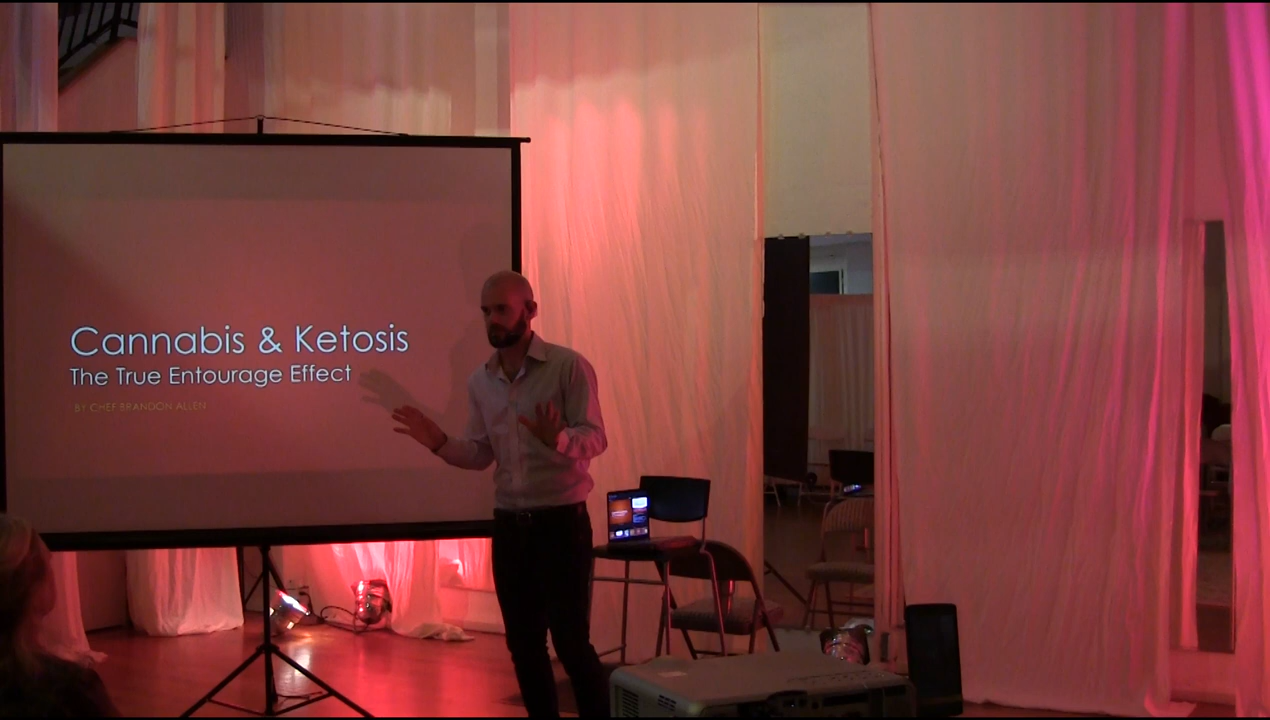 Cannabis & Ketosis
The True Entourage Effect
BY CHEF BRANDON ALLEN